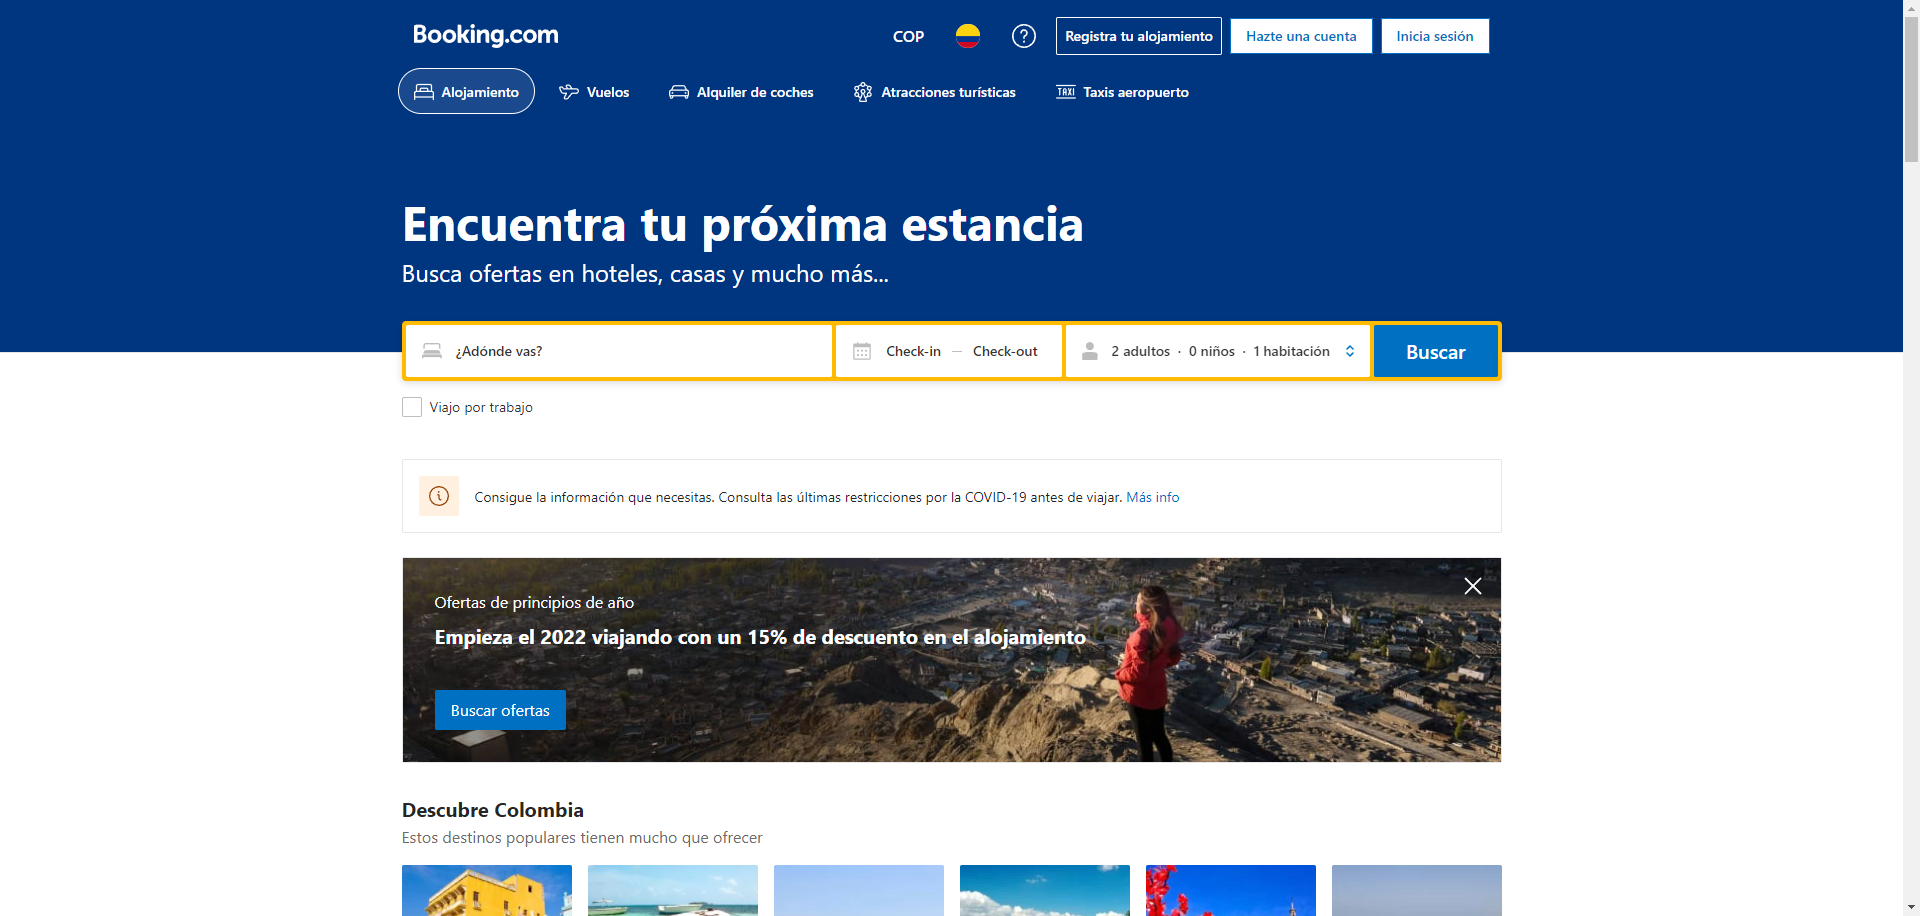 Booking.com
COP
Registra tu alojamiento
Hazte una cuenta
Inicia sesión
Alojamiento
Vuelos
Alquiler de coches
Atracciones turísticas
TAXI Taxis aeropuerto
Encuentra tu próxima estancia
Busca ofertas en hoteles, casas y mucho más...
¿Adónde vas?
Check-in — Check-out
2 adultos · 0 niños · 1 habitación
Buscar
Viajo por trabajo
Consigue la información que necesitas. Consulta las últimas restricciones por la COVID-19 antes de viajar. Más info
Ofertas de principios de año
Empieza el 2022 viajando con un 15% de descuento en el alojamiento
Buscar ofertas
Descubre Colombia
Estos destinos populares tienen mucho que ofrecer